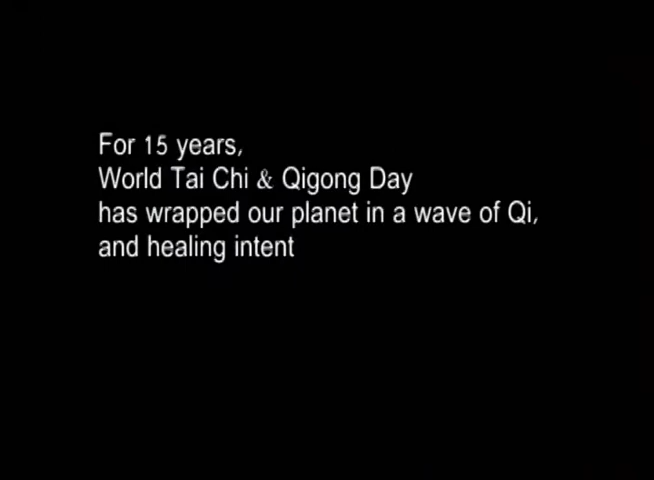 For 15 years,
World Tai Chi & Qigong Day
has wrapped our planet in a wave of Qi,
and healing intent